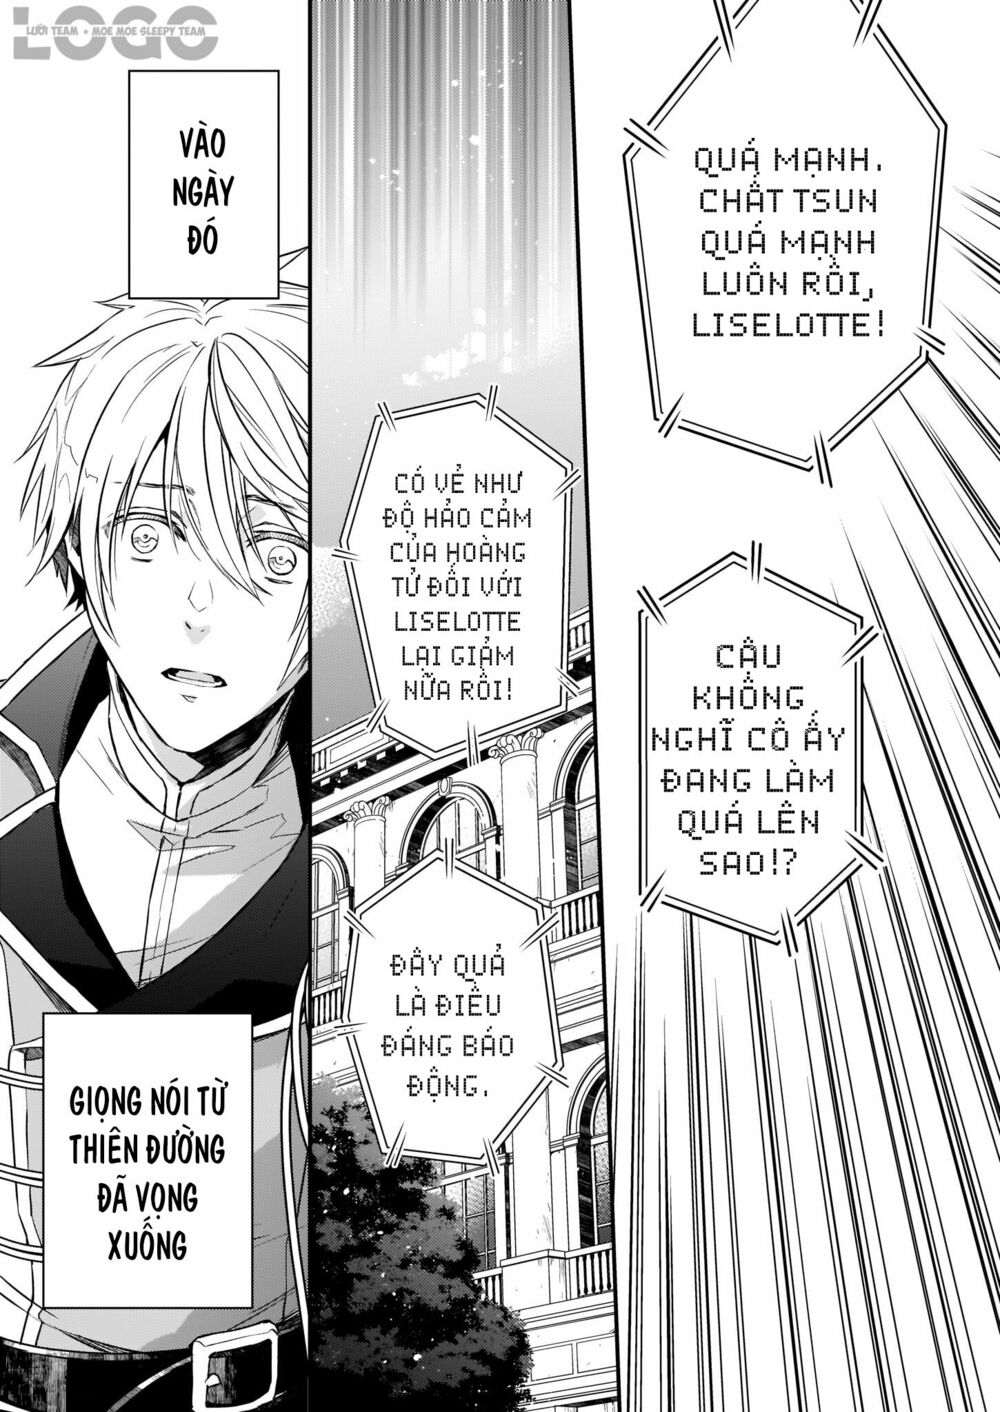 QUÁ MẠNH.
CHẤT TSUN
QUÁ MẠNH
LUÔN RỒI,
LISELOTTE!
CẬU
KHÔNG
NGHĨ CÔ ẤY
ĐANG LÀM
QUÁ LÊN
SAO!?
CÓ VẺ NHƯ
ĐỘ HẢO CẢM
CỦA HOÀNG
TỬ ĐỐI VỚI
LISELOTTE
LẠI GIẢM
NỮA RỒI!
ĐÂY QUẢ
LÀ ĐIỀU
ĐÁNG BÁO
ĐỘNG.
VÀO
NGÀY
ĐÓ
GIỌNG NÓI TỪ
THIÊN ĐƯỜNG
ĐÃ VỌNG
XUỐNG
LOGO
LƯỜI TEAM + MOE MOE SLEEPY TEAM